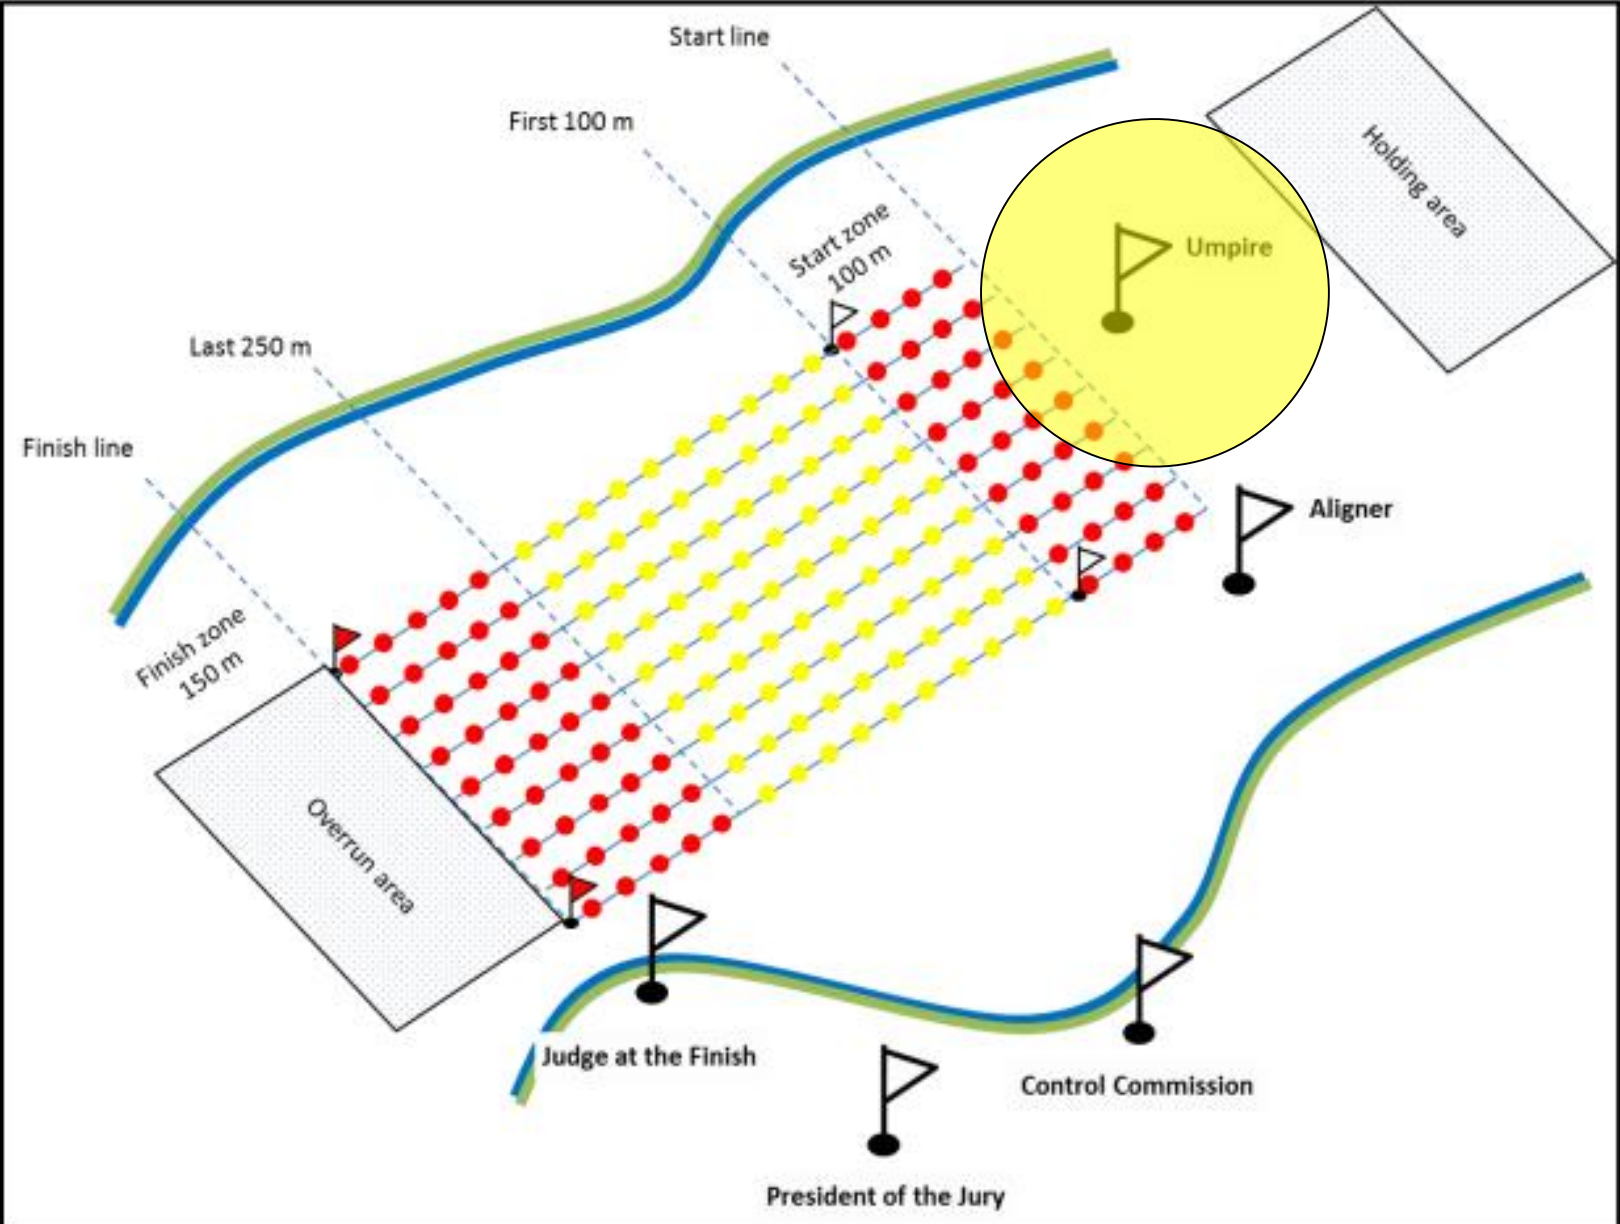 Start line
First 100 m
Holding area
Start zone
100 m
Umpire
Last 250 m
Finish line
Aligner
Finish zone
150 m
Overrun area
Judge at the Finish
Control Commission
President of the Jury